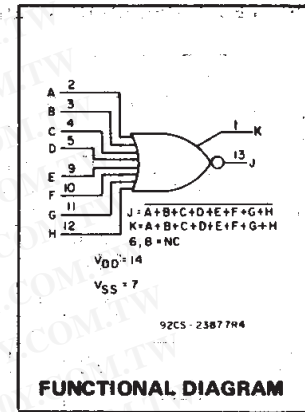 A 2
B 3
C 4
D 5
E 9
F 10
G 11
H 12
1 K
13 J
J = A+B+C+D+E+F+G+H
K=A+B+C+D+E+F+G+H
6,8 = NC
VDD = 14
VSS = 7
92CS-23877R4
FUNCTIONAL DIAGRAM